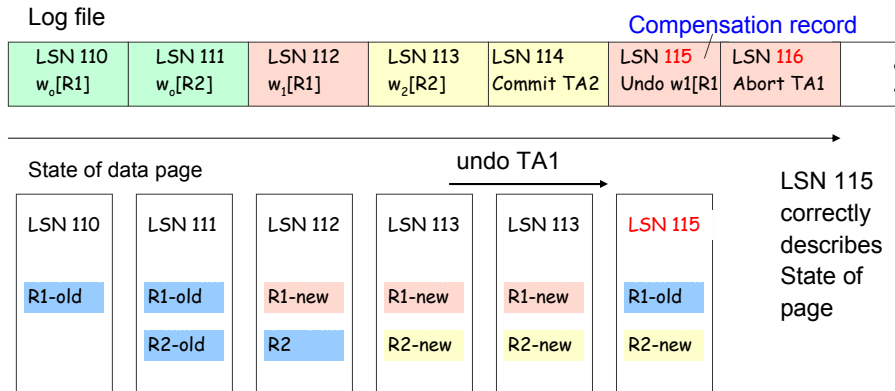 Log file
Compensation record
LSN 110
w₀[R1]
LSN 111
w₀[R2]
LSN 112
w₁[R1]
LSN 113
w₂[R2]
LSN 114
Commit TA2
LSN 115
Undo w1[R1
LSN 116
Abort TA1
State of data page
undo TA1
LSN 110
R1-old
LSN 111
R1-old
R2-old
LSN 112
R1-new
R2
LSN 113
R1-new
R2-new
LSN 113
R1-new
R2-new
LSN 115
R1-old
R2-new
LSN 115
correctly
describes
State of
page